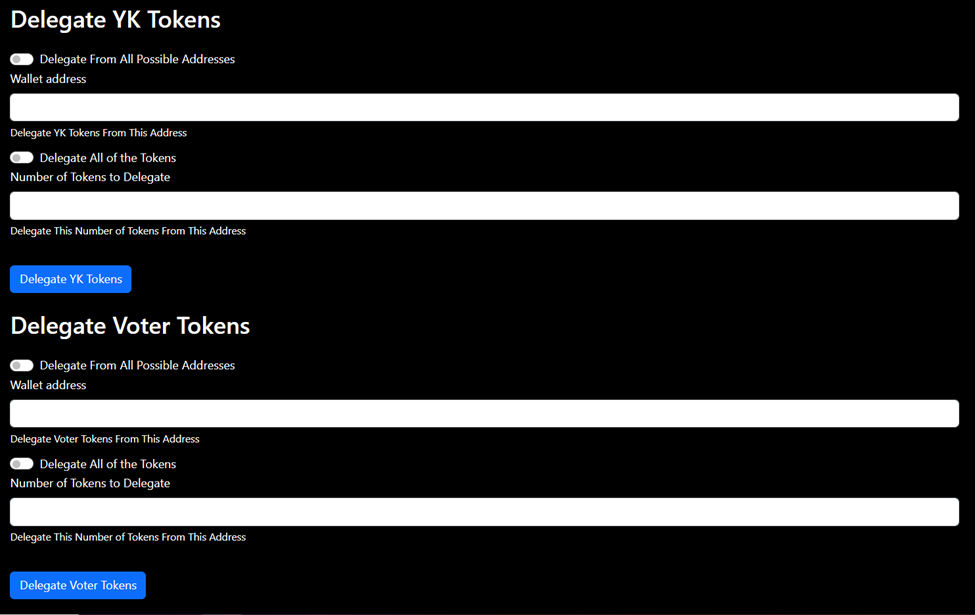 Delegate YK Tokens
Delegate From All Possible Addresses
Wallet address
Delegate YK Tokens From This Address
Delegate All of the Tokens
Number of Tokens to Delegate
Delegate This Number of Tokens From This Address
Delegate YK Tokens
Delegate Voter Tokens
Delegate From All Possible Addresses
Wallet address
Delegate Voter Tokens From This Address
Delegate All of the Tokens
Number of Tokens to Delegate
Delegate This Number of Tokens From This Address
Delegate Voter Tokens